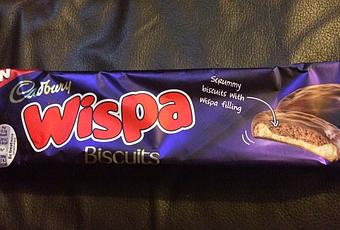 Cadbury
Wispa
Biscuits
Scrummy
biscuits with
Wispa filling